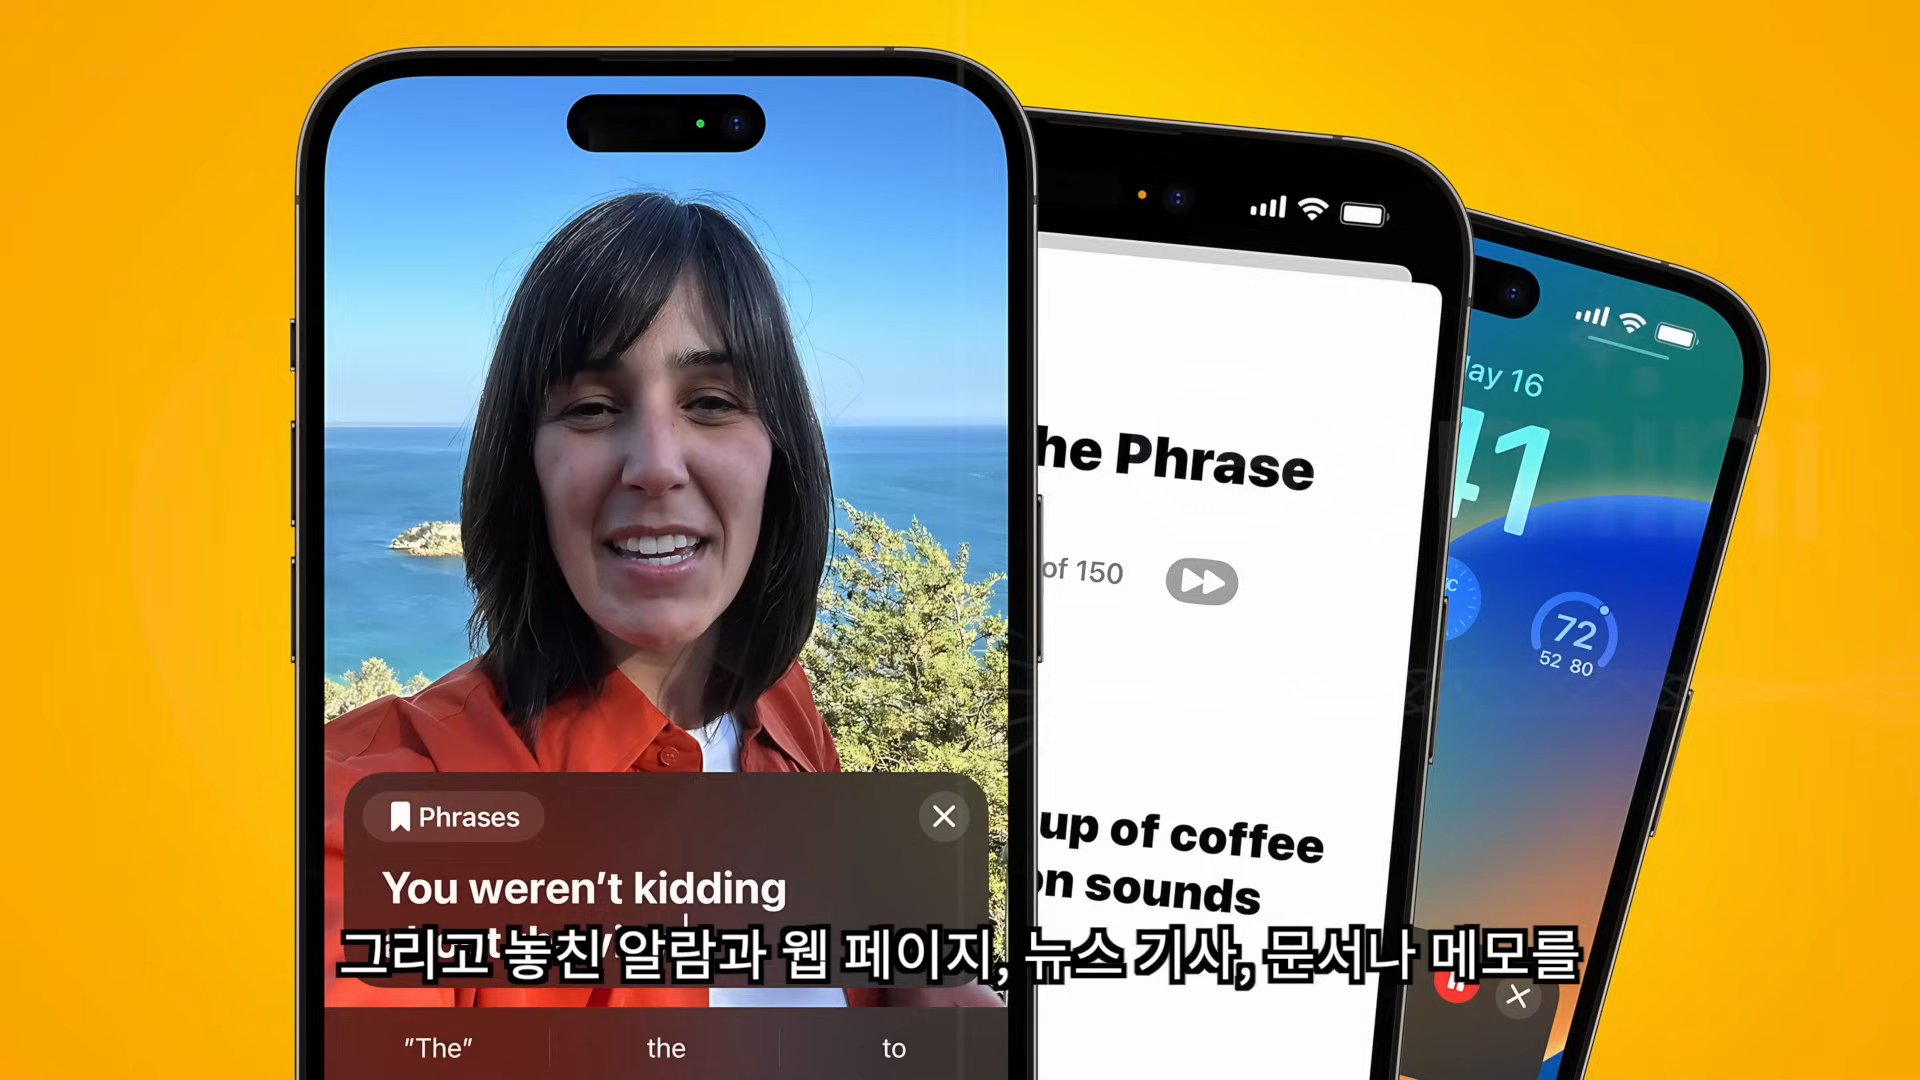 Phrases
You weren't kidding
he Phrase
of 150
up of coffee
on sounds
ay 16
41
72
52 80
그리고 놓친 알람과 웹 페이지, 뉴스 기사, 문서나 메모를
"The" the to